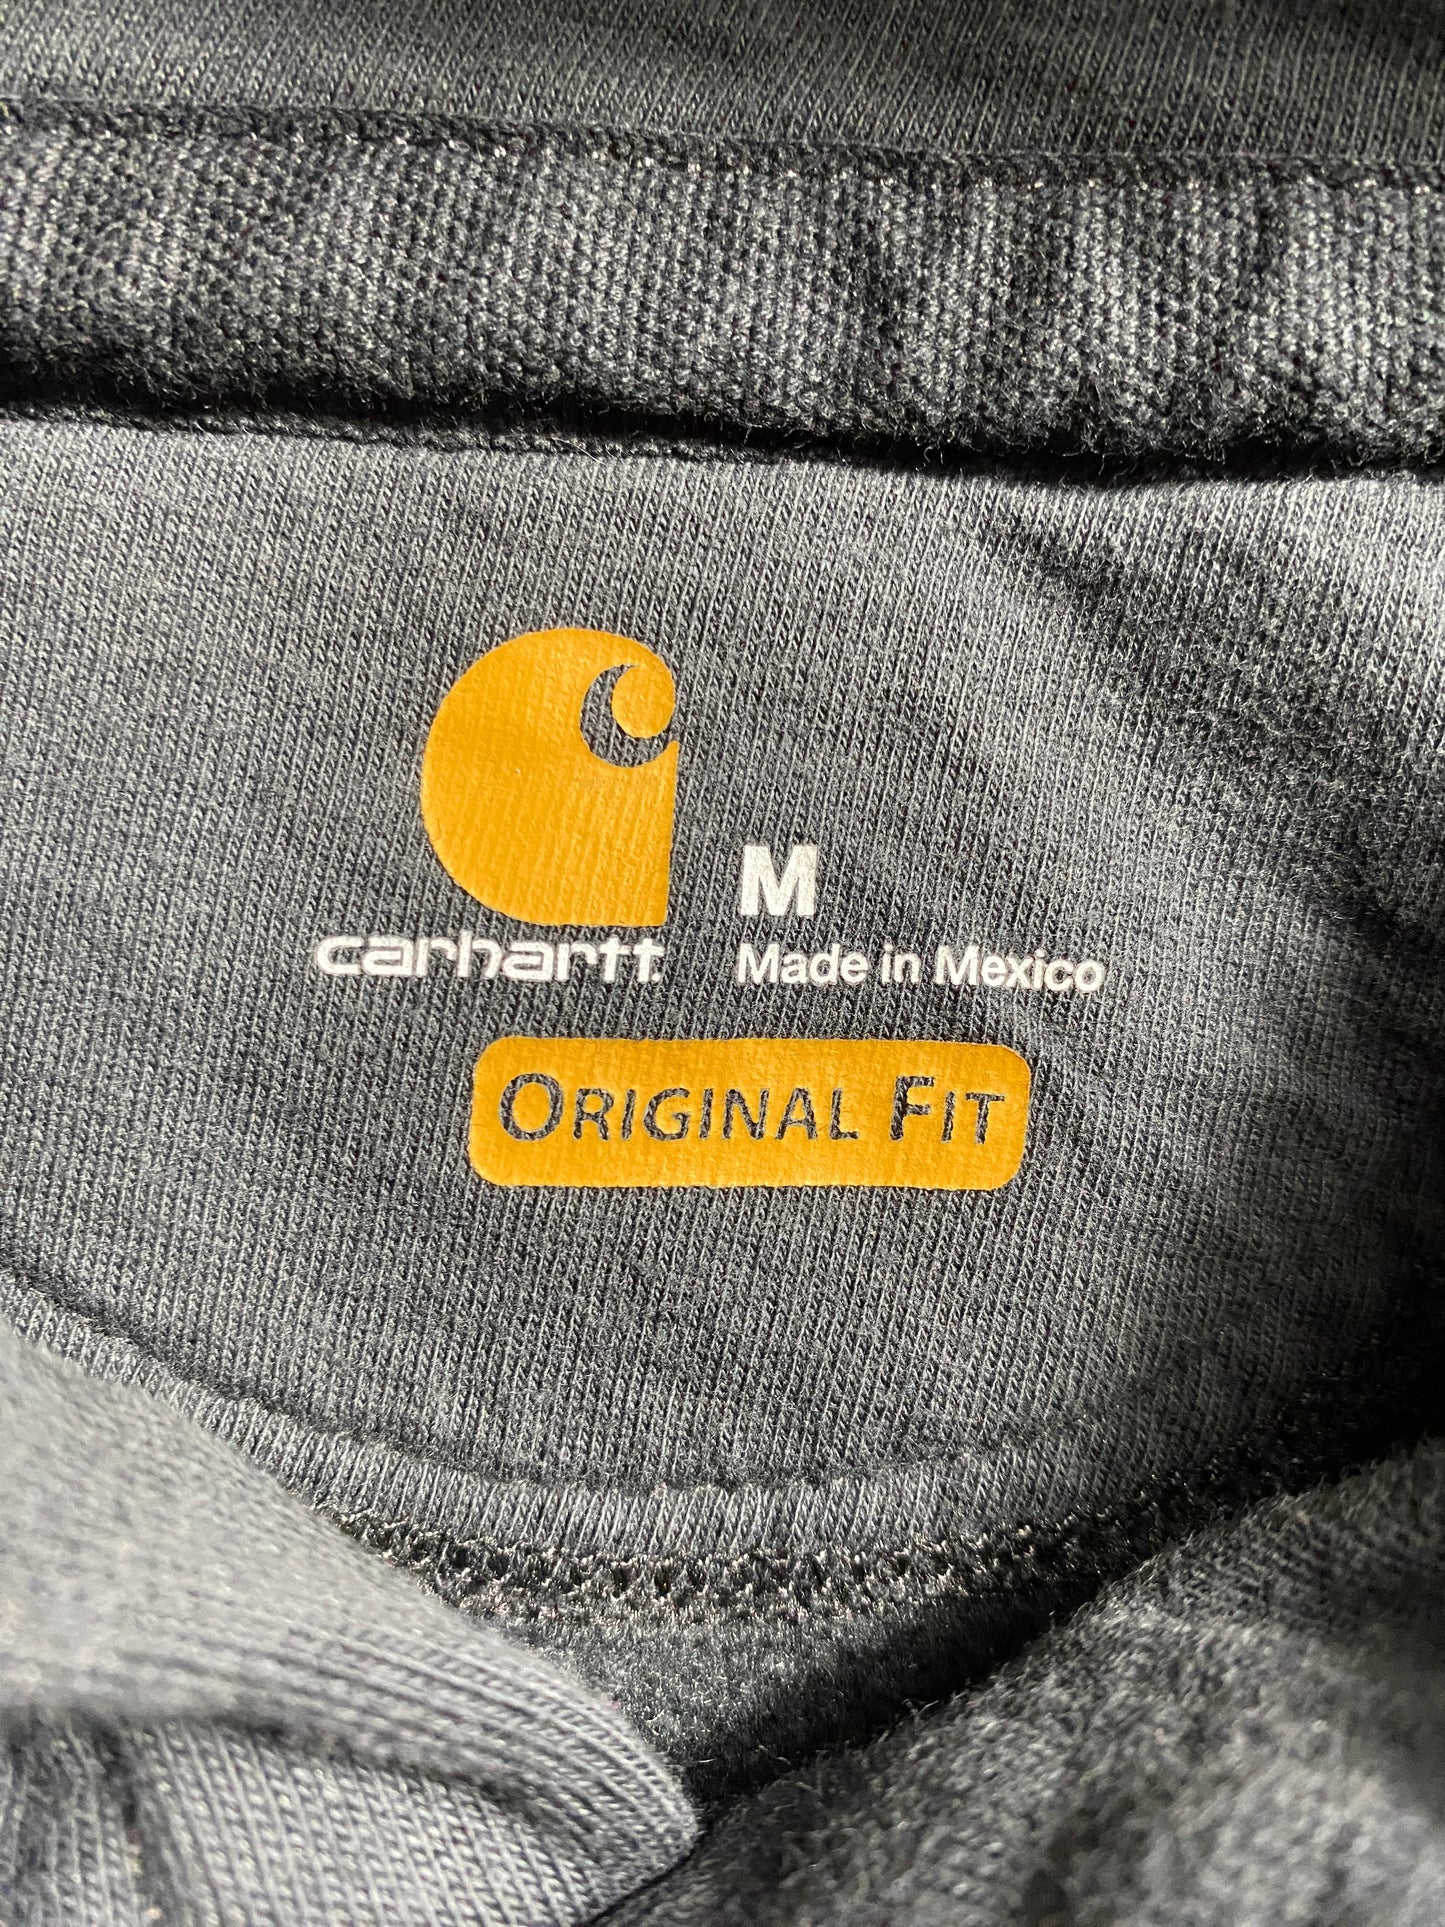 M
carhartt.
Made in Mexico
ORIGINAL FIT